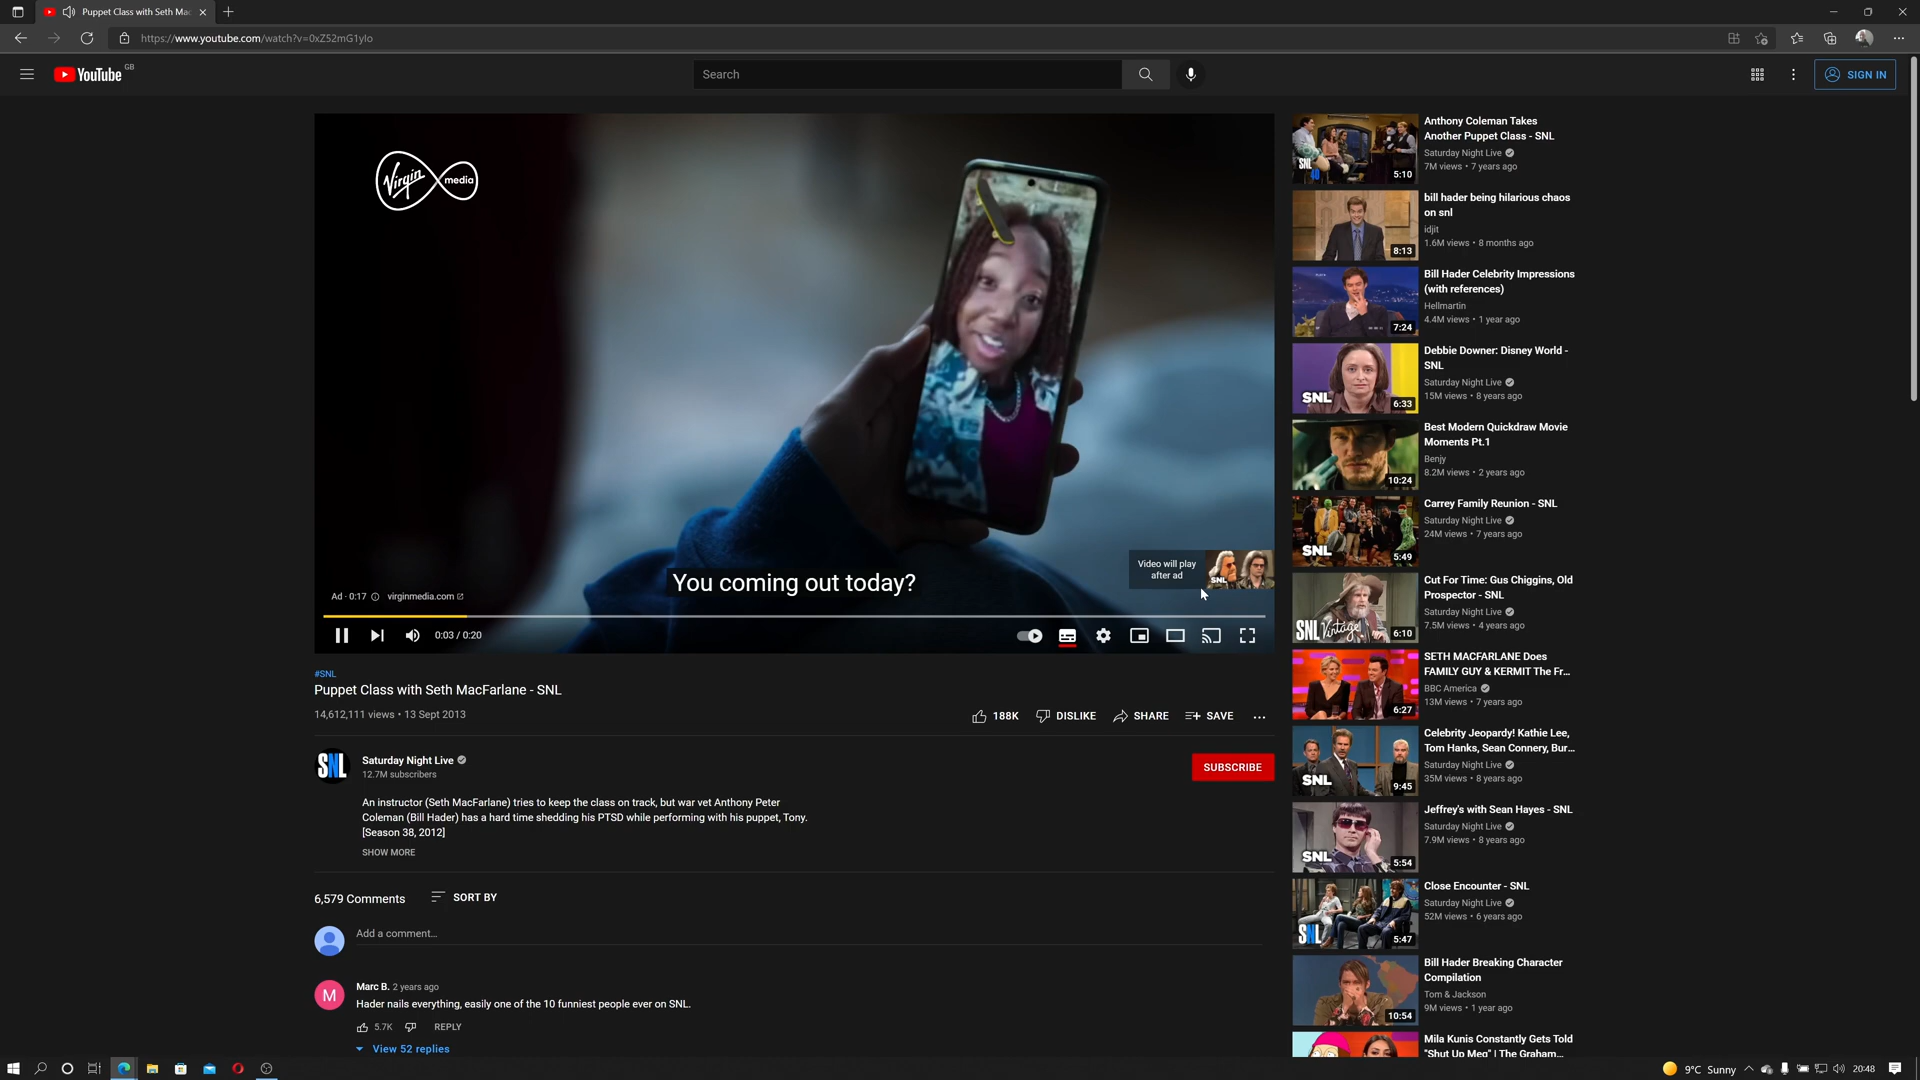 Puppet Class with Seth Mac
https://www.youtube.com/watch?v=0xZ52mG1yIo
YouTube GB
Search
SIGN IN
Virgin media
You coming out today?
Video will play
after ad
SNL
Ad · 0:17
virginmedia.com
0:03 / 0:20
#SNL
Puppet Class with Seth MacFarlane - SNL
14,612,111 views • 13 Sept 2013
188K
DISLIKE
SHARE
SAVE
SNL
Saturday Night Live
12.7M subscribers
SUBSCRIBE
An instructor (Seth MacFarlane) tries to keep the class on track, but war vet Anthony Peter
Coleman (Bill Hader) has a hard time shedding his PTSD while performing with his puppet, Tony.
[Season 38, 2012]
SHOW MORE
6,579 Comments
SORT BY
Add a comment...
M
Marc B. 2 years ago
Hader nails everything, easily one of the 10 funniest people ever on SNL.
5.7K
REPLY
View 52 replies
SNL
40
5:10
Anthony Coleman Takes
Another Puppet Class - SNL
Saturday Night Live
7M views • 7 years ago
8:13
bill hader being hilarious chaos
on snl
idjit
1.6M views • 8 months ago
7:24
Bill Hader Celebrity Impressions
(with references)
Hellmartin
4.4M views • 1 year ago
SNL
6:33
Debbie Downer: Disney World -
SNL
Saturday Night Live
15M views • 8 years ago
10:24
Best Modern Quickdraw Movie
Moments Pt.1
Benjy
8.2M views • 2 years ago
SNL
5:49
Carrey Family Reunion - SNL
Saturday Night Live
24M views • 7 years ago
SNL Vintage
6:10
Cut For Time: Gus Chiggins, Old
Prospector - SNL
Saturday Night Live
7.5M views • 4 years ago
6:27
SETH MACFARLANE Does
FAMILY GUY & KERMIT The Fr...
BBC America
13M views • 7 years ago
SNL
9:45
Celebrity Jeopardy! Kathie Lee,
Tom Hanks, Sean Connery, Bur...
Saturday Night Live
35M views • 8 years ago
SNL
5:54
Jeffrey's with Sean Hayes - SNL
Saturday Night Live
7.9M views • 8 years ago
SNL
5:47
Close Encounter - SNL
Saturday Night Live
52M views • 6 years ago
10:54
Bill Hader Breaking Character
Compilation
Tom & Jackson
9M views • 1 year ago
Mila Kunis Constantly Gets Told
"Shut Up Meg" | The Graham...
9°C Sunny
20:48